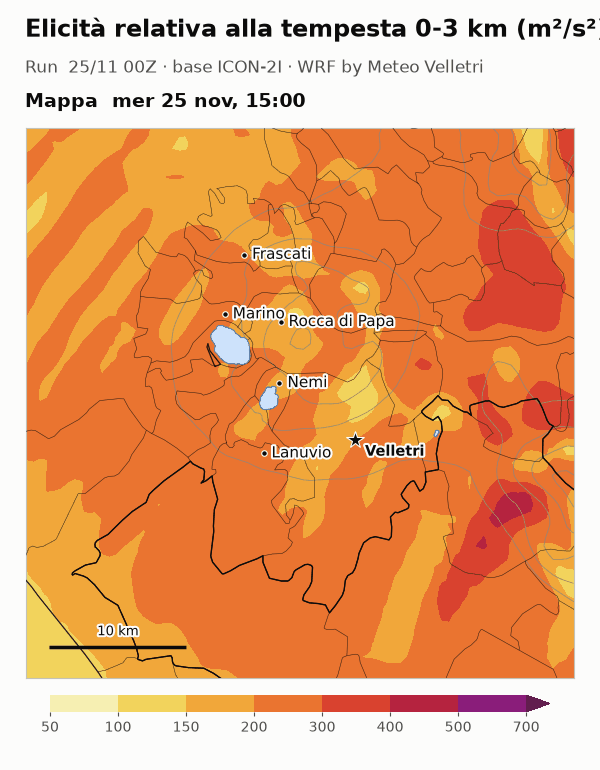 Elicità relativa alla tempesta 0-3 km (m²/s²)
Run  25/11 00Z · base ICON-2I · WRF by Meteo Velletri
Mappa  mer 25 nov, 15:00
Frascati
Marino
Rocca di Papa
Nemi
Velletri
Lanuvio
10 km
50 100 150 200 300 400 500 700